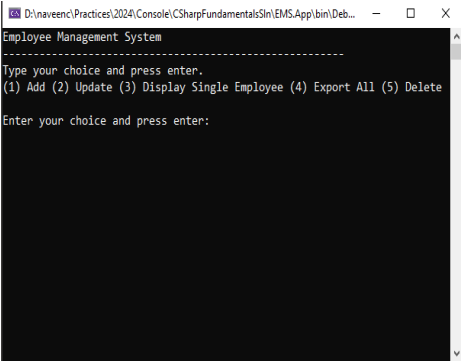 D:\naveenc\Practices\2024\Console\CSharpFundamentalsSln\EMS.App\bin\Deb...
Employee Management System
------------------------------------------------------
Type your choice and press enter.
(1) Add (2) Update (3) Display Single Employee (4) Export All (5) Delete
Enter your choice and press enter: